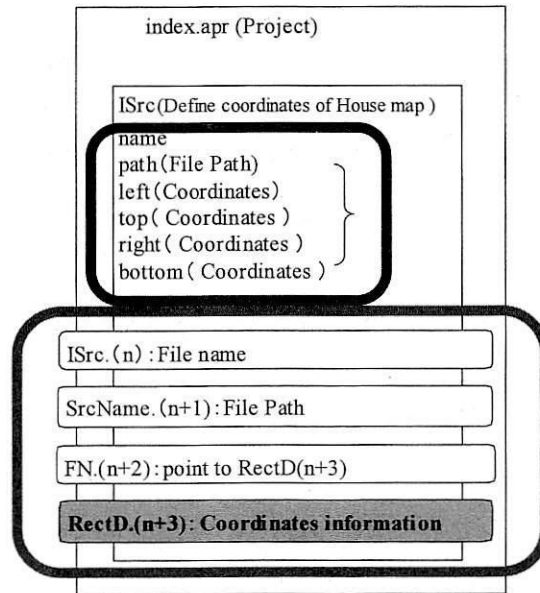 index.apr (Project)
ISrc(Define coordinates of House map )
name
path(File Path)
left(Coordinates)
top( Coordinates )
right( Coordinates )
bottom( Coordinates )
ISrc.(n) : File name
SrcName.(n+1) : File Path
FN.(n+2) : point to RectD(n+3)
RectD.(n+3) : Coordinates information